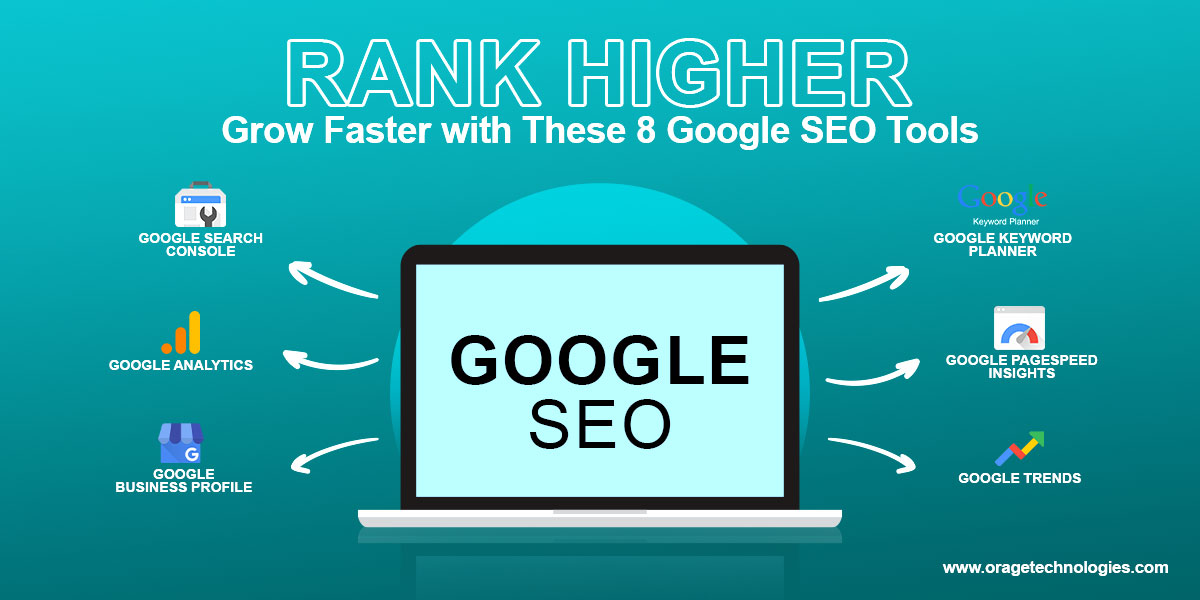 RANK HIGHER
Grow Faster with These 8 Google SEO Tools
GOOGLE SEARCH
CONSOLE
GOOGLE ANALYTICS
G
GOOGLE
BUSINESS PROFILE
GOOGLE
SEO
Google
Keyword Planner
GOOGLE KEYWORD
PLANNER
GOOGLE PAGESPEED
INSIGHTS
GOOGLE TRENDS
www.oragetechnologies.com